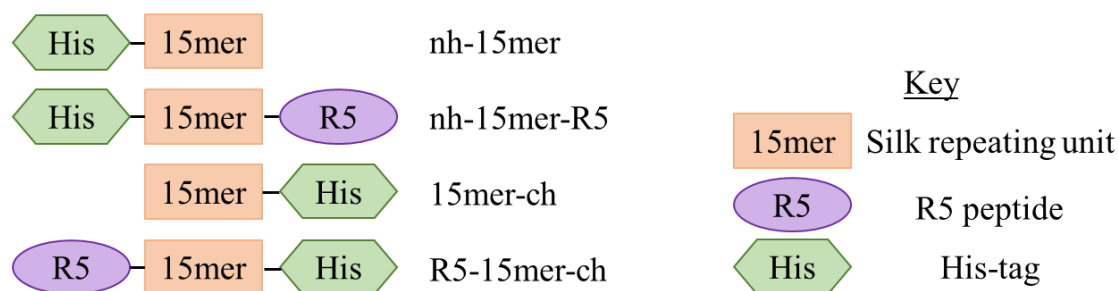 His 15mer nh-15mer
His 15mer R5 nh-15mer-R5
15mer His 15mer-ch
R5 15mer His R5-15mer-ch
Key
15mer Silk repeating unit
R5 R5 peptide
His His-tag